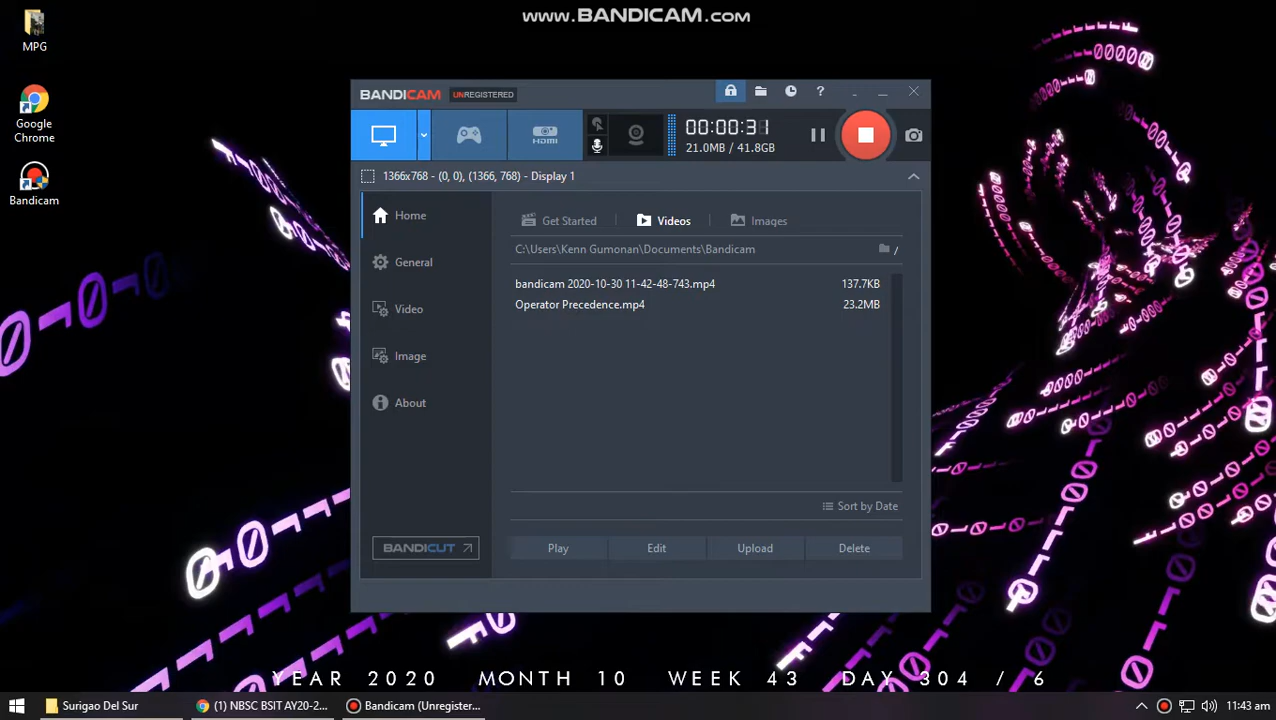 www.BANDICAM.com
MPG
Google
Chrome
Bandicam
BANDICAM UNREGISTERED
?
HDMI
00:00:31
21.0MB / 41.8GB
1366x768 - (0, 0), (1366, 768) - Display 1
Home
General
Video
Image
About
BANDICUT
Get Started
Videos
Images
C:\Users\Kenn Gumonan\Documents\Bandicam
/
bandicam 2020-10-30 11-42-48-743.mp4 137.7KB
Operator Precedence.mp4 23.2MB
Sort by Date
Play
Edit
Upload
Delete
YEAR 2020 MONTH 10 WEEK 43 DAY 304 / 6
Surigao Del Sur
(1) NBSC BSIT AY20-2...
Bandicam (Unregister...
11:43 am